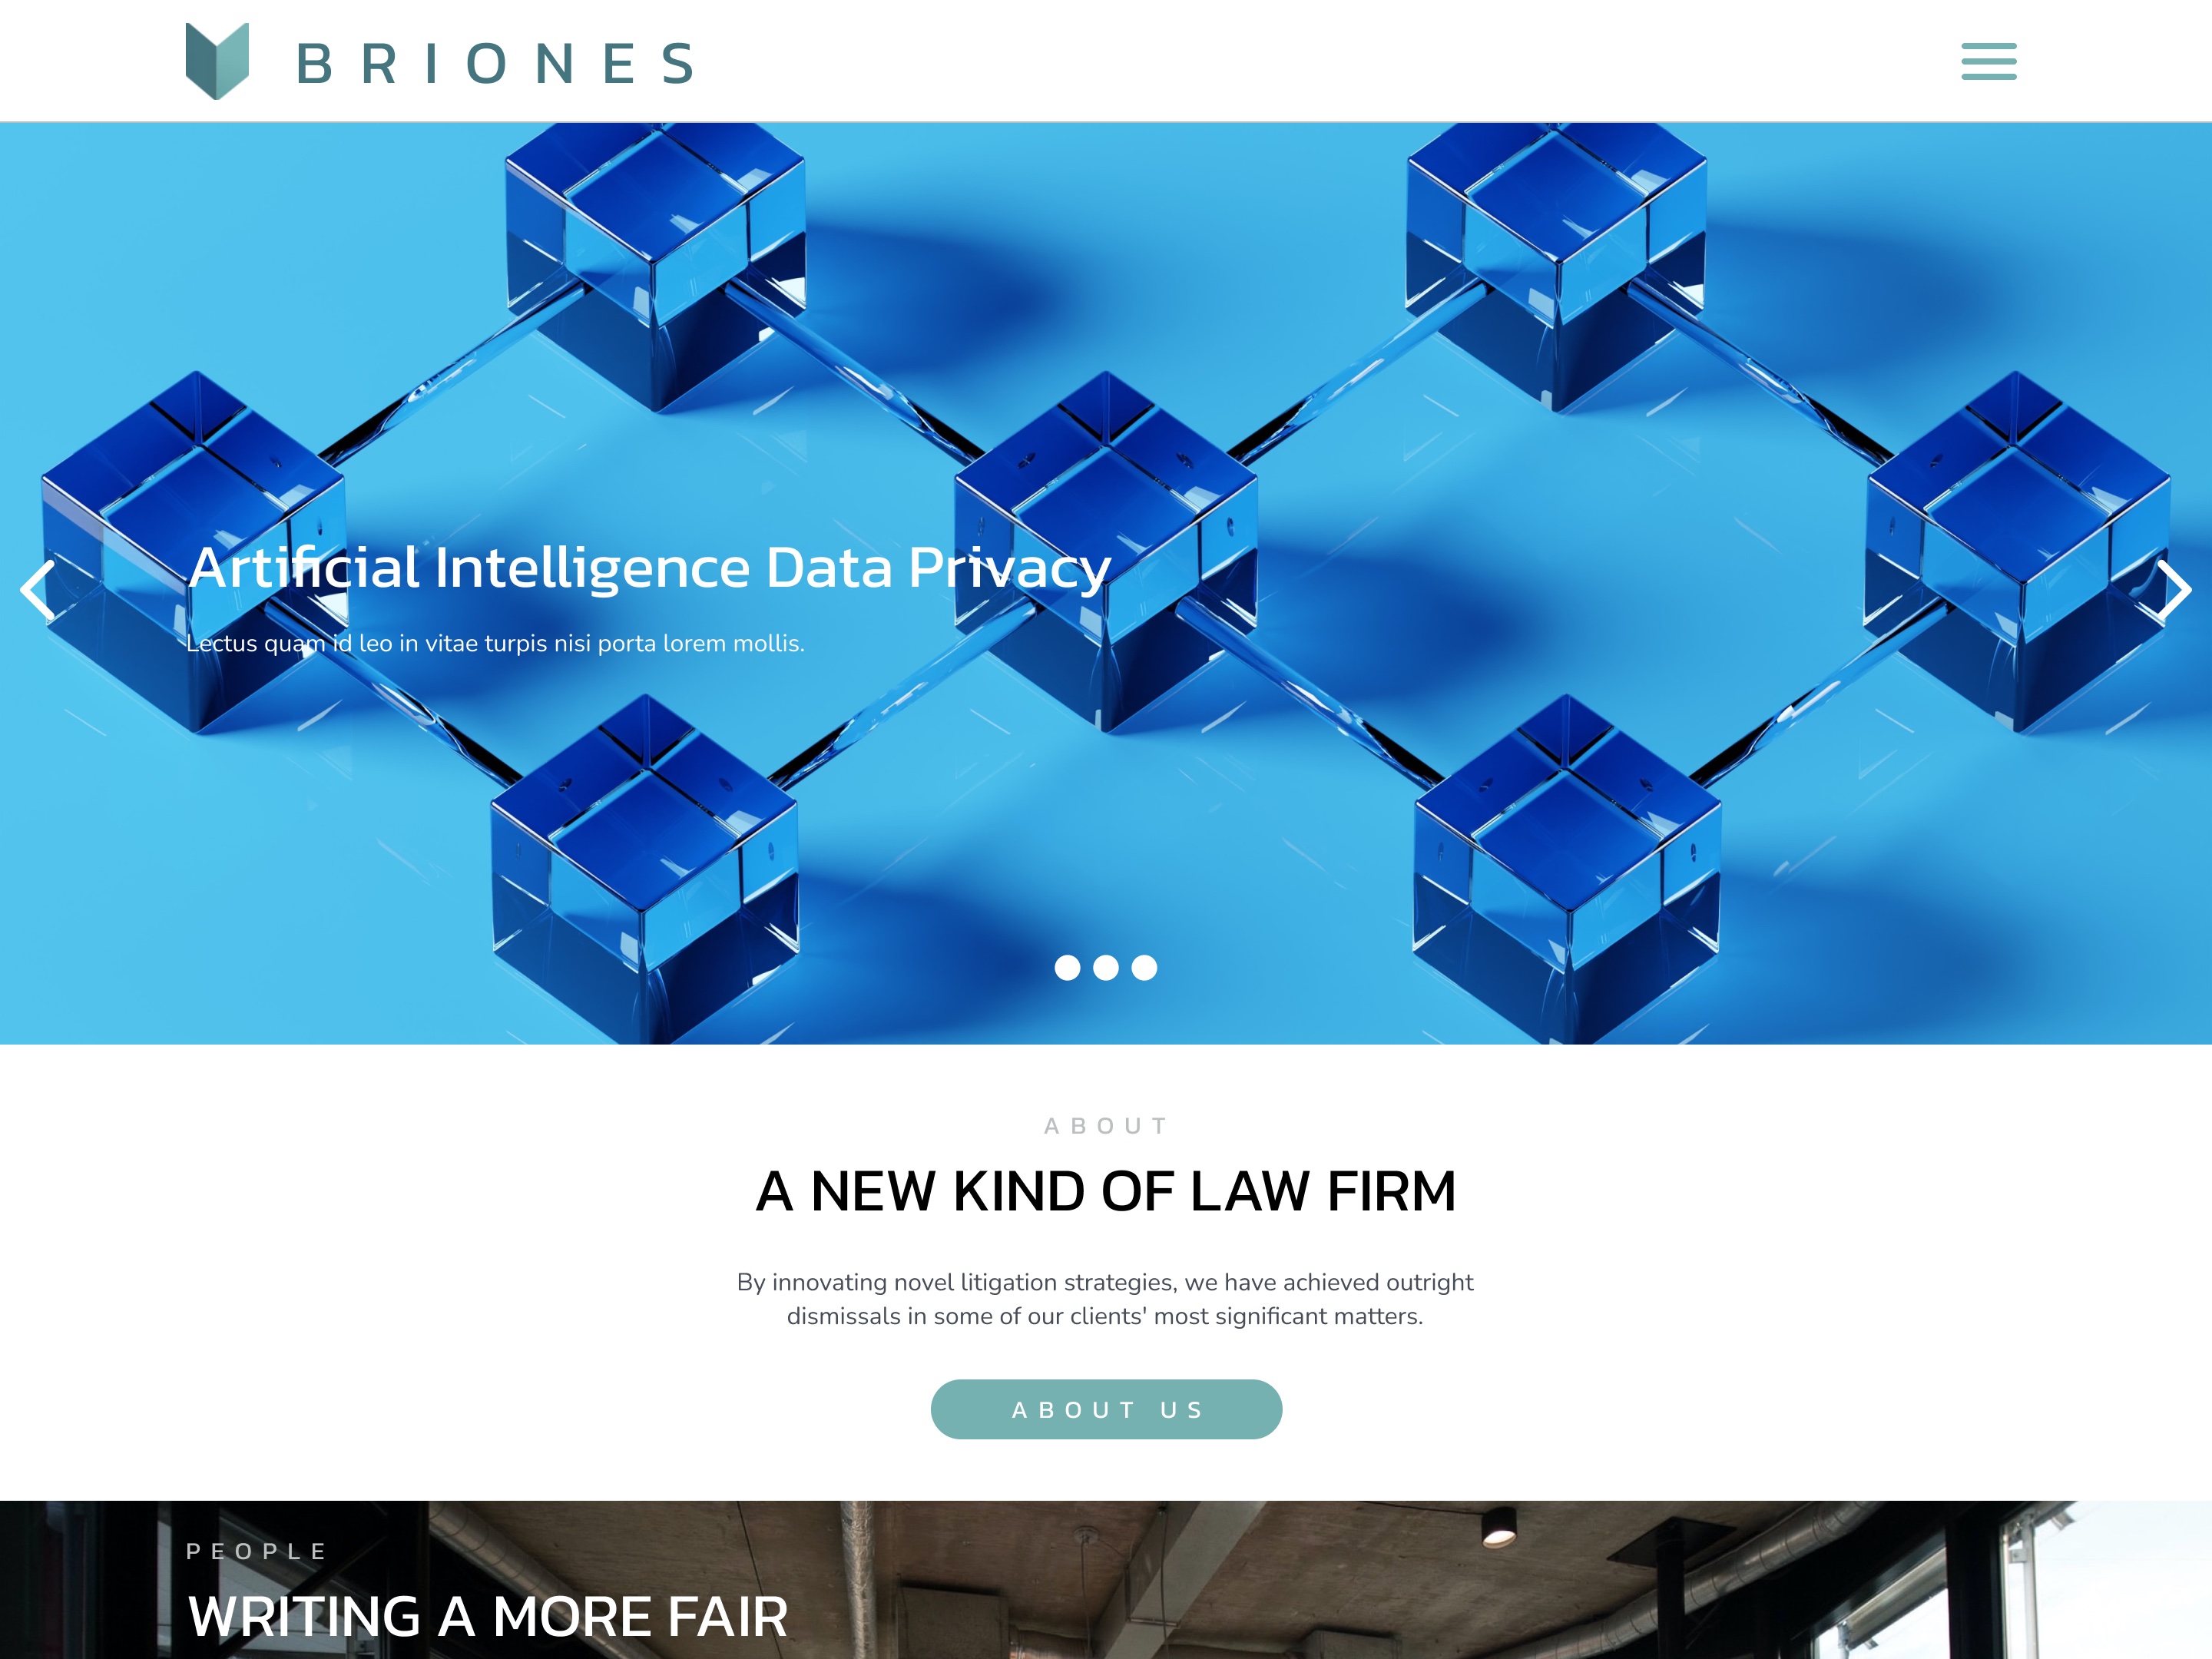 BRIONES
Artificial Intelligence Data Privacy
Lectus quam id leo in vitae turpis nisi porta lorem mollis.
ABOUT
A NEW KIND OF LAW FIRM
By innovating novel litigation strategies, we have achieved outright
dismissals in some of our clients' most significant matters.
ABOUT US
PEOPLE
WRITING A MORE FAIR